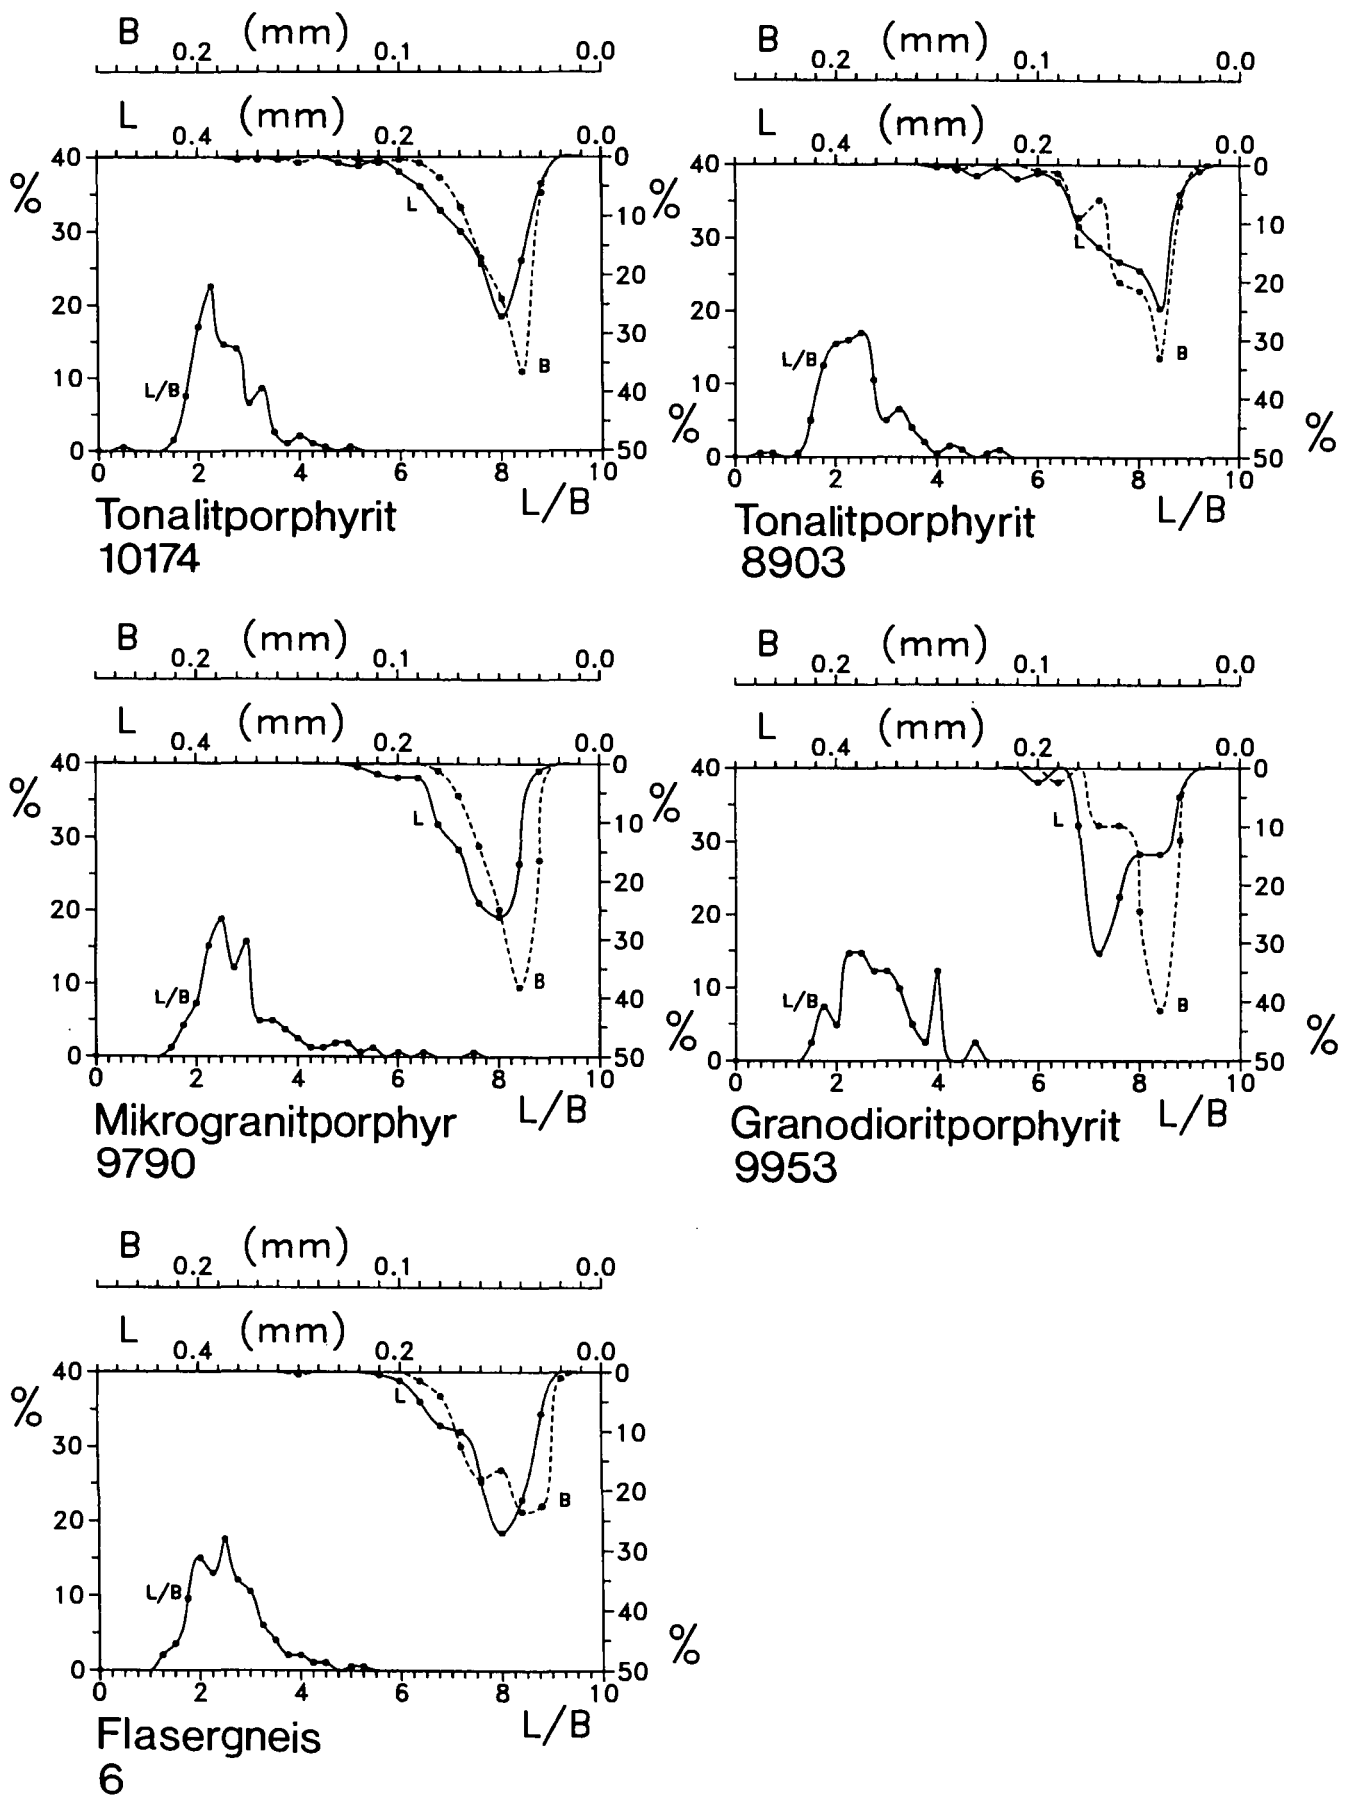 B (mm)
0.2 0.1 0.0
L (mm)
0.4 0.2 0.0
% 40 30 20 10 0
0 10 20 30 40 50 %
L
B
L/B
0 2 4 6 8 10
L/B
Tonalitporphyrit
10174
B (mm)
0.2 0.1 0.0
L (mm)
0.4 0.2 0.0
% 40 30 20 10 0
0 10 20 30 40 50 %
L
B
L/B
0 2 4 6 8 10
L/B
Tonalitporphyrit
8903
B (mm)
0.2 0.1 0.0
L (mm)
0.4 0.2 0.0
% 40 30 20 10 0
0 10 20 30 40 50 %
L
B
L/B
0 2 4 6 8 10
L/B
Mikrogranitporphyr
9790
B (mm)
0.2 0.1 0.0
L (mm)
0.4 0.2 0.0
% 40 30 20 10 0
0 10 20 30 40 50 %
L
B
L/B
0 2 4 6 8 10
L/B
Granodioritporphyrit
9953
B (mm)
0.2 0.1 0.0
L (mm)
0.4 0.2 0.0
% 40 30 20 10 0
0 10 20 30 40 50 %
L
B
L/B
0 2 4 6 8 10
L/B
Flasergneis
6